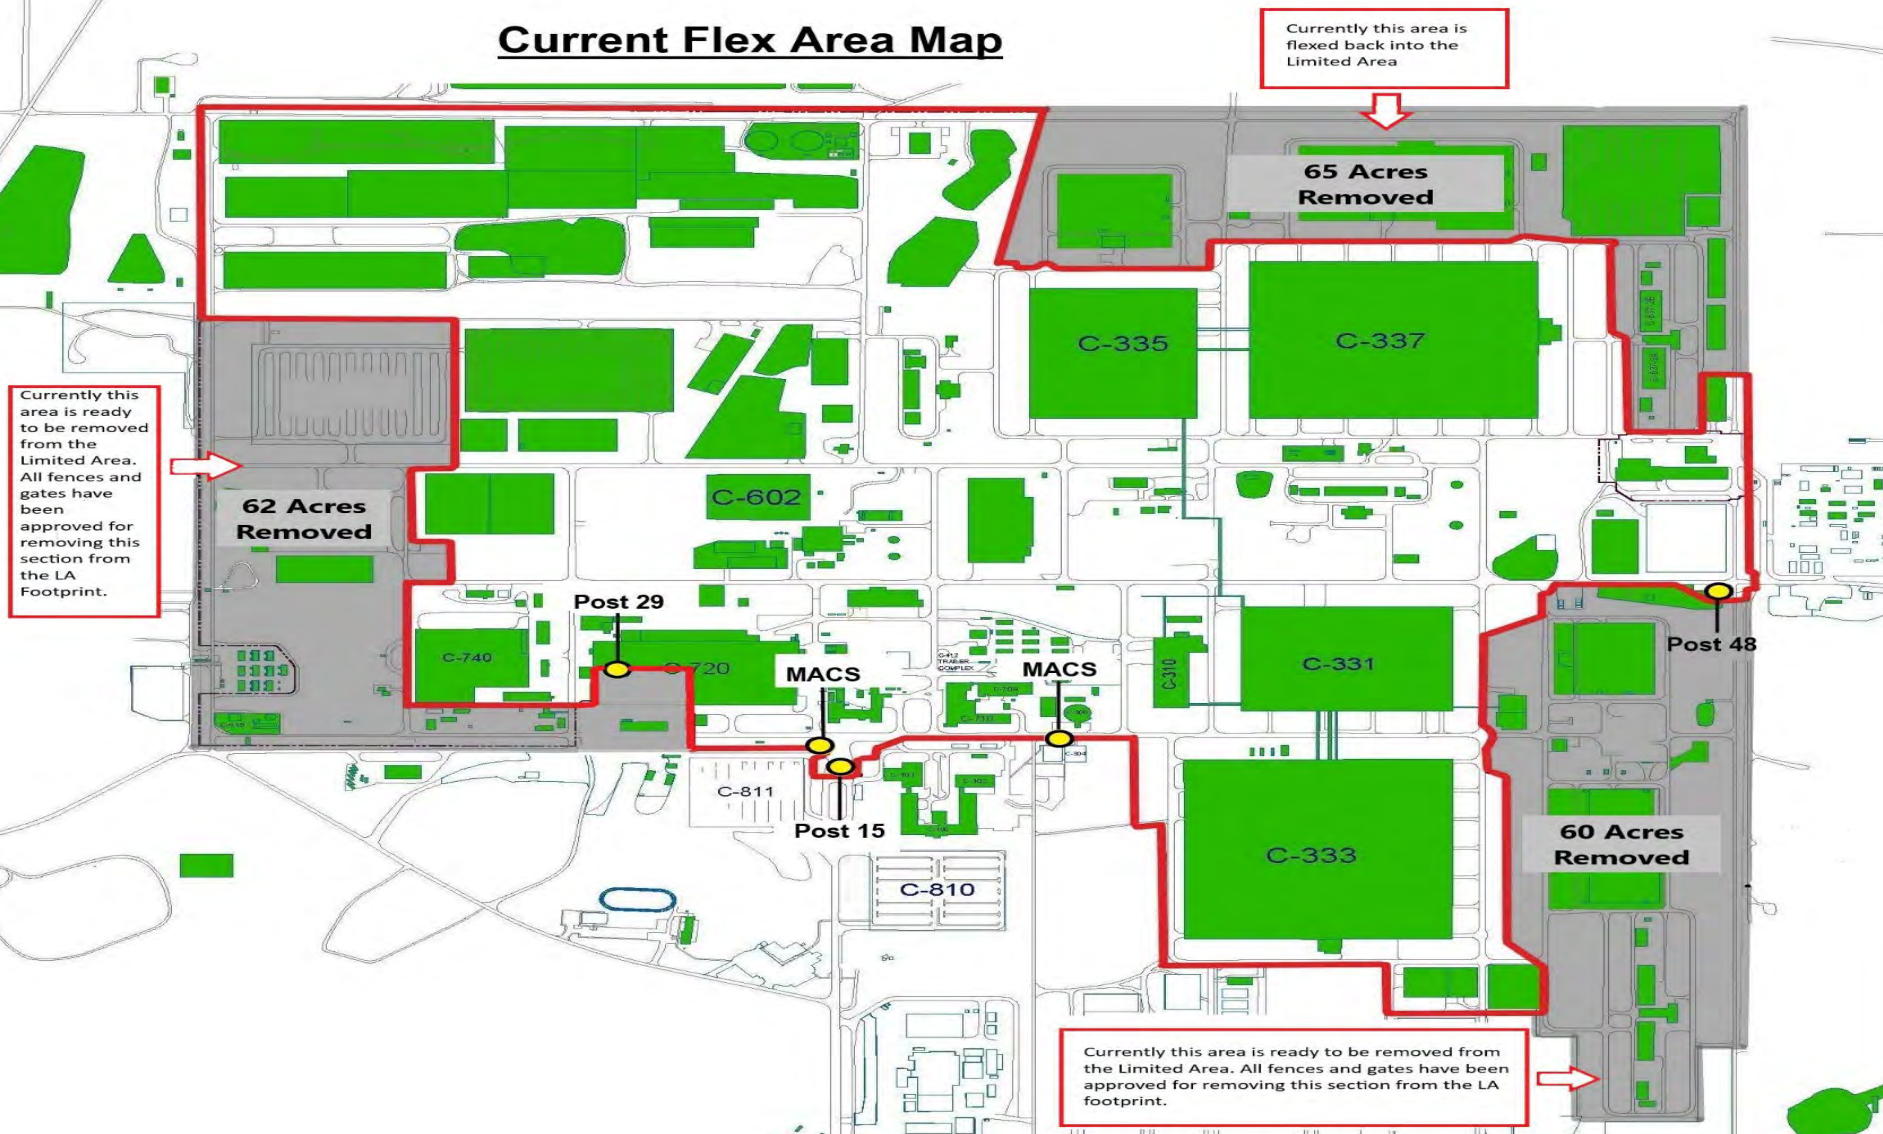 Current Flex Area Map
Currently this area is
flexed back into the
Limited Area
65 Acres
Removed
C-335
C-337
Currently this
area is ready
to be removed
from the
Limited Area.
All fences and
gates have
been
approved for
removing this
section from
the LA
Footprint.
62 Acres
Removed
C-602
Post 29
C-740
C-720
MACS
MACS
C-310
C-331
Post 48
C-811
Post 15
C-333
60 Acres
Removed
C-810
Currently this area is ready to be removed from
the Limited Area. All fences and gates have been
approved for removing this section from the LA
footprint.